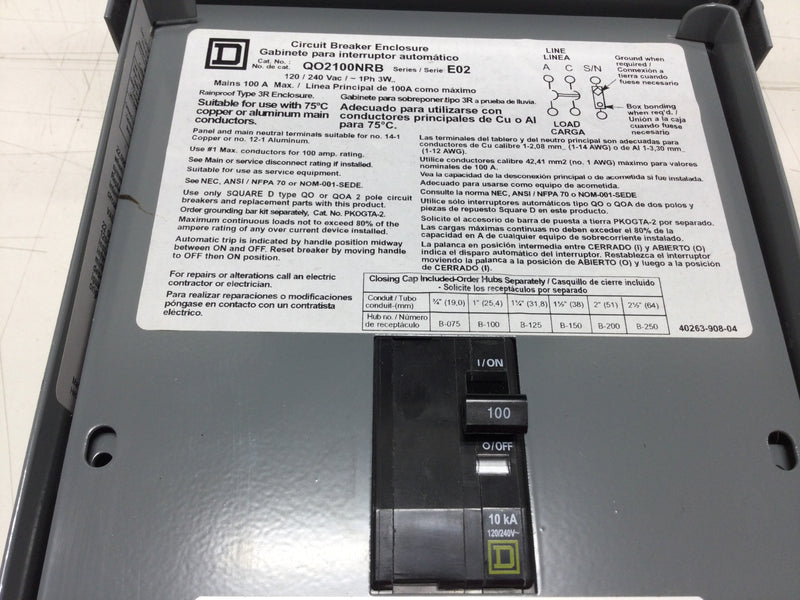 D
Circuit Breaker Enclosure
Gabinete para interruptor automático
Cat. No. :
No. de cat. QO2100NRB Series / Serie E02
120 / 240 Vac / ~ 1Ph 3W..
Mains 100 A Max. / Línea Principal de 100A como máximo
Rainproof Type 3R Enclosure. Gabinete para sobreponer tipo 3R a prueba de lluvia.
Suitable for use with 75°C
copper or aluminum main
conductors.
Adecuado para utilizarse con
conductores principales de Cu o Al
para 75°C.
Panel and main neutral terminals suitable for no. 14-1
Copper or no. 12-1 Aluminum.
Use #1 Max. conductors for 100 amp. rating.
See Main or service disconnect rating if installed.
Suitable for use as service equipment.
See NEC, ANSI / NFPA 70 or NOM-001-SEDE.
Use only SQUARE D type QO or QOA 2 pole circuit
breakers and replacement parts with this product.
Order grounding bar kit separately, Cat. No. PKOGTA-2
Maximum continuous loads not to exceed 80% of the
ampere rating of any over current device installed.
Automatic trip is indicated by handle position midway
between ON and OFF. Reset breaker by moving handle
to OFF then ON position.
For repairs or alterations call an electric
contractor or electrician.
Para realizar reparaciones o modificaciones
póngase en contacto con un contratista
eléctrico.
LINE
LINEA
A C S/N
LOAD
CARGA
Ground when
required /
Connexión a
tierra cuando
fuese necesario
Box bonding
when req'd. /
Unión a la caja
cuando fuese
necesario
Las terminales del tablero y del neutro principal son adecuadas para
conductores de Cu calibre 1-2,08 mm (1-14 AWG) o de Al 1-3,30 mm
(1-12 AWG).
Utilice conductores calibre 42,41 mm2 (no. 1 AWG) máximo para valores
nominales de 100 A.
Vea la capacidad de la desconexión principal o de acometida si fue instalada.
Adecuado para usarse como equipo de acometida.
Consulte la norma NEC, ANSI / NFPA 70 o NOM-001-SEDE
Utilice sólo interruptores automáticos tipo QO o QOA de dos polos y
piezas de repuesto Square D en este producto.
Solicite el accesorio de barra de puesta a tierra PKOGTA-2 por separado.
Las cargas máximas continuas no deben exceder el 80% de la
capacidad en A de cualquier equipo de sobrecorriente instalado.
La palanca en posición intermedia entre CERRADO (I) y ABIERTO (O)
indica el disparo automático del interruptor. Restablezca el interruptor
moviendo la palanca a la posición de ABIERTO (O) y luego a la posición
de CERRADO (I).
Closing Cap Included-Order Hubs Separately / Casquillo de cierre incluido
- Solicite los receptáculos por separado
Conduit / Tubo conduit-(mm) ¾" (19,0) 1" (25,4) 1¼" (31,8) 1½" (38) 2" (51) 2½" (64)
Hub no. / Número de receptáculo B-075 B-100 B-125 B-150 B-200 B-250
40263-908-04
I/ON
100
O/OFF
10 kA
120/240V~
D